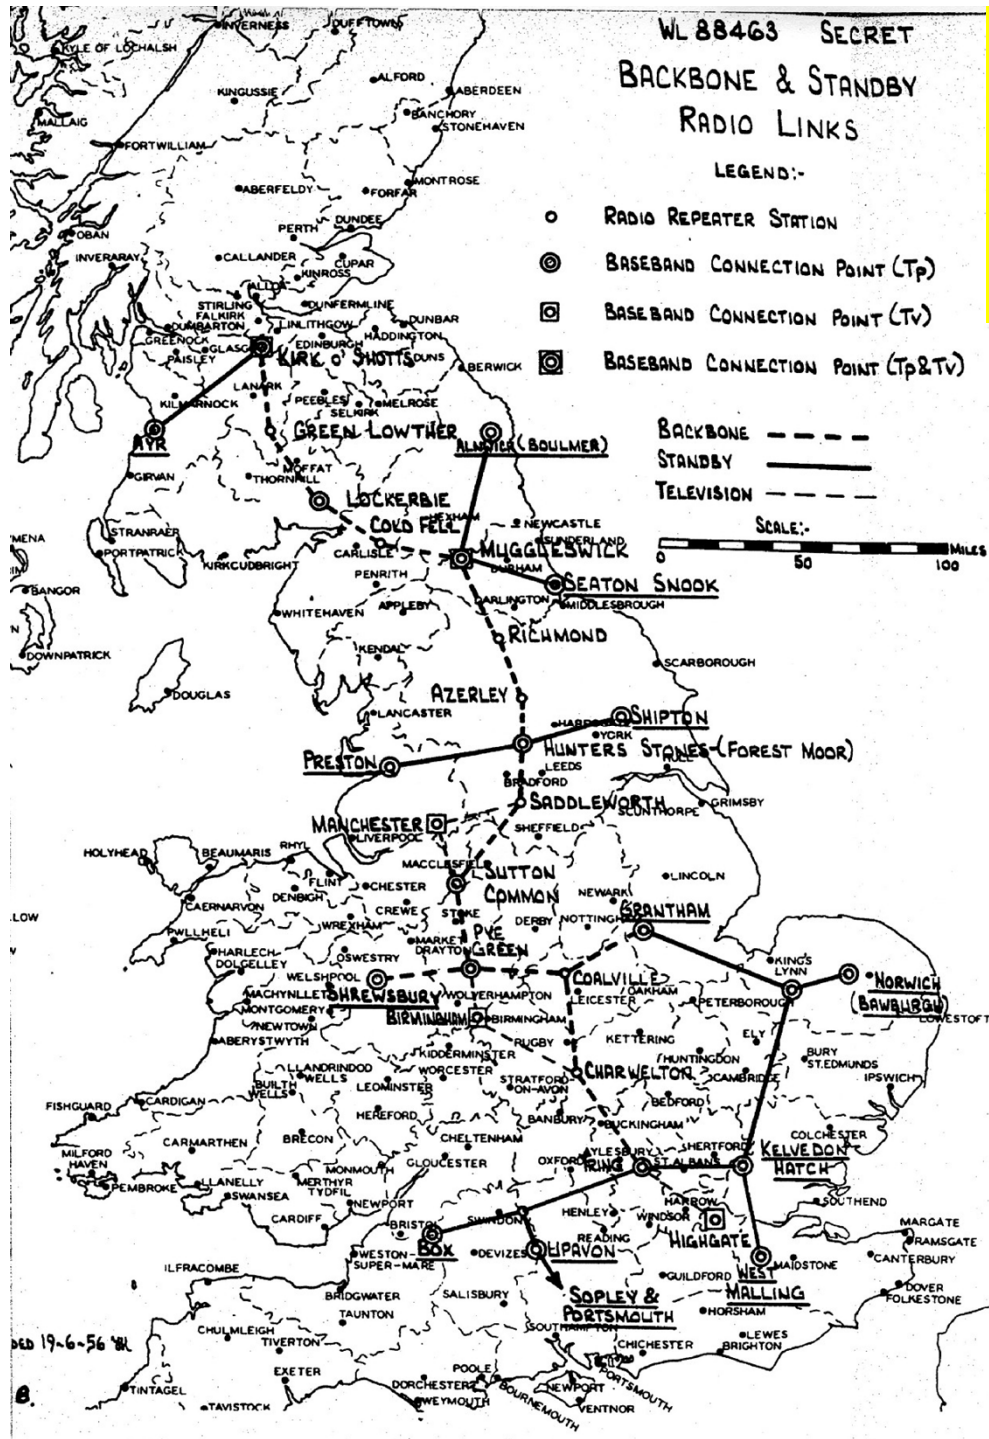 WL 88463 SECRET
BACKBONE & STANDBY
RADIO LINKS
LEGEND:-
RADIO REPEATER STATION
BASEBAND CONNECTION POINT (Tp)
BASEBAND CONNECTION POINT (Tv)
BASEBAND CONNECTION POINT (Tp&Tv)
BACKBONE
STANDBY
TELEVISION
SCALE:-
0 50 100 MILES
INVERNESS
DUFFTOWN
KYLE OF LOCHALSH
ALFORD
KINGUSSIE
ABERDEEN
BANCHORY
MALLAIG
STONEHAVEN
FORTWILLIAM
MONTROSE
ABERFELDY
FORFAR
DUNDEE
OBAN
PERTH
INVERARAY
CALLANDER
CUPAR
KINROSS
ALLOA
STIRLING
DUNFERMLINE
FALKIRK
DUMBARTON
LINLITHGOW
DUNBAR
GREENOCK
EDINBURGH
HADDINGTON
GLASG
PAISLEY
KIRK O' SHOTTS
DUNS
BERWICK
LANARK
PEEBLES
MELROSE
KILMARNOCK
SELKIRK
AYR
GREEN LOWTHER
ALNWICK (BOULMER)
MOFFAT
GIRVAN
THORNHILL
LOCKERBIE
HEXHAM
NEWCASTLE
STRANRAER
COLD FELL
SUNDERLAND
MENA
CARLISLE
MUGGLESWICK
PORTPATRICK
KIRKCUDBRIGHT
DURHAM
PENRITH
SEATON SNOOK
BANGOR
APPLEBY
DARLINGTON
MIDDLESBROUGH
WHITEHAVEN
RICHMOND
DOWNPATRICK
KENDAL
SCARBOROUGH
DOUGLAS
AZERLEY
LANCASTER
SHIPTON
YORK
HUNTERS STONES-(FOREST MOOR)
PRESTON
LEEDS
HULL
BRADFORD
SADDLEWORTH
GRIMSBY
SCUNTHORPE
MANCHESTER
LIVERPOOL
SHEFFIELD
HOLYHEAD
BEAUMARIS
RHYL
MACCLESFIELD
SUTTON
COMMON
FLINT
CHESTER
LINCOLN
DENBIGH
NEWARK
CAERNARVON
CREWE
STOKE
GRANTHAM
LOW
WREXHAM
DERBY
NOTTINGHAM
PWLLHELI
MARKET
DRAYTON
PYE
GREEN
HARLECH
OSWESTRY
KING'S
LYNN
DOLGELLEY
WELSHPOOL
COALVILLE
NORWICH
(BAWBURGH)
MACHYNLLETH
SHREWSBURY
WOLVERHAMPTON
LEICESTER
OAKHAM
PETERBOROUGH
MONTGOMERY
LOWESTOFT
NEWTOWN
BIRMINGHAM
BIRMINGHAM
ABERYSTWYTH
RUGBY
KETTERING
ELY
KIDDERMINSTER
HUNTINGDON
BURY
ST.EDMUNDS
LLANDRINDOD
WELLS
WORCESTER
CHARWELTON
CAMBRIDGE
BUILTH
WELLS
LEOMINSTER
STRATFORD
-ON-AVON
IPSWICH
CARDIGAN
BEDFORD
FISHGUARD
HEREFORD
BANBURY
BUCKINGHAM
BRECON
COLCHESTER
CARMARTHEN
CHELTENHAM
HERTFORD
AYLESBURY
KELVEDON
HATCH
MILFORD
HAVEN
GLOUCESTER
OXFORD
TRING
ST.ALBANS
MONMOUTH
PEMBROKE
LLANELLY
MERTHYR
TYDFIL
SWANSEA
NEWPORT
HARROW
SOUTHEND
CARDIFF
BRISTOL
SWINDON
HENLEY
WINDSOR
HIGHGATE
MARGATE
RAMSGATE
BOX
DEVIZES
UPAVON
READING
WEST
MALLING
MAIDSTONE
CANTERBURY
WESTON-
SUPER-MARE
ILFRACOMBE
GUILDFORD
DOVER
BRIDGWATER
SOPLEY &
PORTSMOUTH
FOLKESTONE
SALISBURY
TAUNTON
HORSHAM
DED 19-6-56
CHULMLEIGH
SOUTHAMPTON
LEWES
TIVERTON
CHICHESTER
BRIGHTON
EXETER
POOLE
PORTSMOUTH
B.
TINTAGEL
DORCHESTER
NEWPORT
TAVISTOCK
WEYMOUTH
BOURNEMOUTH
VENTNOR